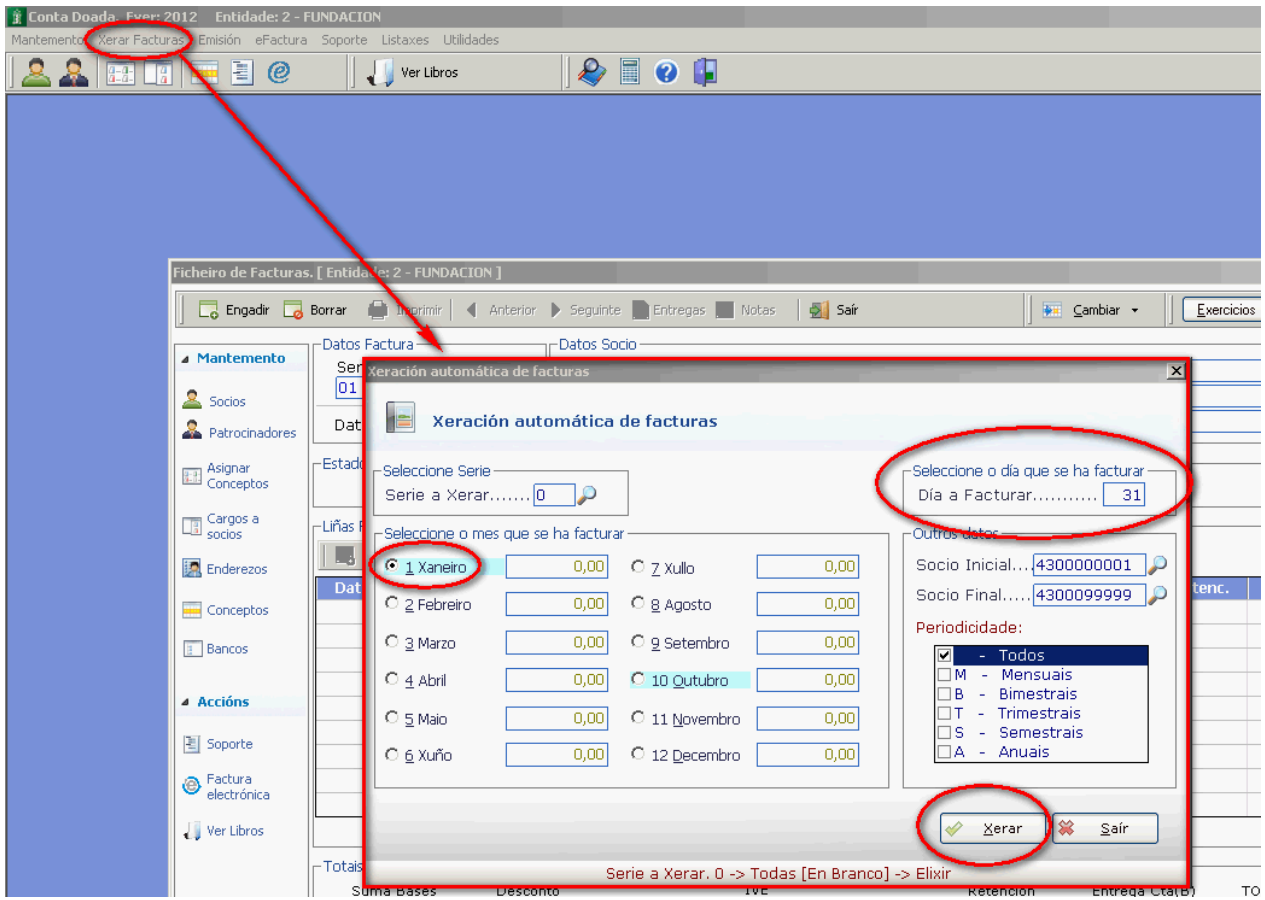 Conta Doada. Exer: 2012 Entidade: 2 - FUNDACION
Mantemento Xerar Facturas Emisión eFactura Soporte Listaxes Utilidades
Ver Libros
Ficheiro de Facturas. [ Entidade: 2 - FUNDACION ]
Engadir Borrar Imprimir Anterior Seguinte Entregas Notas Saír Cambiar Exercicios
Mantemento
Socios
Patrocinadores
Asignar
Conceptos
Cargos a
socios
Enderezos
Conceptos
Bancos
Accións
Soporte
Factura
electrónica
Ver Libros
Datos Factura
Datos Socio
Ser
01
Dat
Estado
Liñas F
Dat
tenc.
Xeración automática de facturas
Xeración automática de facturas
Seleccione Serie
Serie a Xerar.......0
Seleccione o día que se ha facturar
Día a Facturar........... 31
Seleccione o mes que se ha facturar
1 Xaneiro 0,00 7 Xullo 0,00
2 Febreiro 0,00 8 Agosto 0,00
3 Marzo 0,00 9 Setembro 0,00
4 Abril 0,00 10 Outubro 0,00
5 Maio 0,00 11 Novembro 0,00
6 Xuño 0,00 12 Decembro 0,00
Outros datos
Socio Inicial...4300000001
Socio Final.....4300099999
Periodicidade:
- Todos
M - Mensuais
B - Bimestrais
T - Trimestrais
S - Semestrais
A - Anuais
Xerar Saír
Serie a Xerar. 0 -> Todas [En Branco] -> Elixir
Totais
Suma Bases Desconto IVE Retención Entrega Cta(B) TO